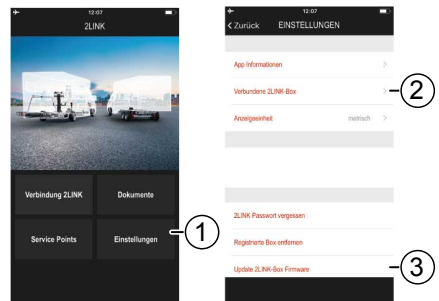 12:07
2LINK
Verbindung 2LINK
Dokumente
Service Points
Einstellungen
1
12:07
Zurück
EINSTELLUNGEN
App Informationen
Verbundene 2LINK-Box
2
Anzeigeeinheit
metrisch
2LINK Passwort vergessen
Registrierte Box entfernen
Update 2LINK-Box Firmware
3